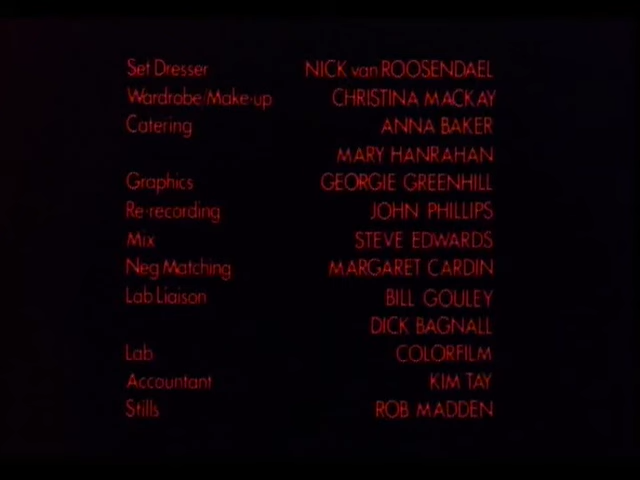 Set Dresser NICK van ROOSENDAEL
Wardrobe/Make-up CHRISTINA MACKAY
Catering ANNA BAKER
MARY HANRAHAN
Graphics GEORGIE GREENHILL
Re-recording JOHN PHILLIPS
Mix STEVE EDWARDS
Neg Matching MARGARET CARDIN
Lab Liaison BILL GOULEY
DICK BAGNALL
Lab COLORFILM
Accountant KIM TAY
Stills ROB MADDEN